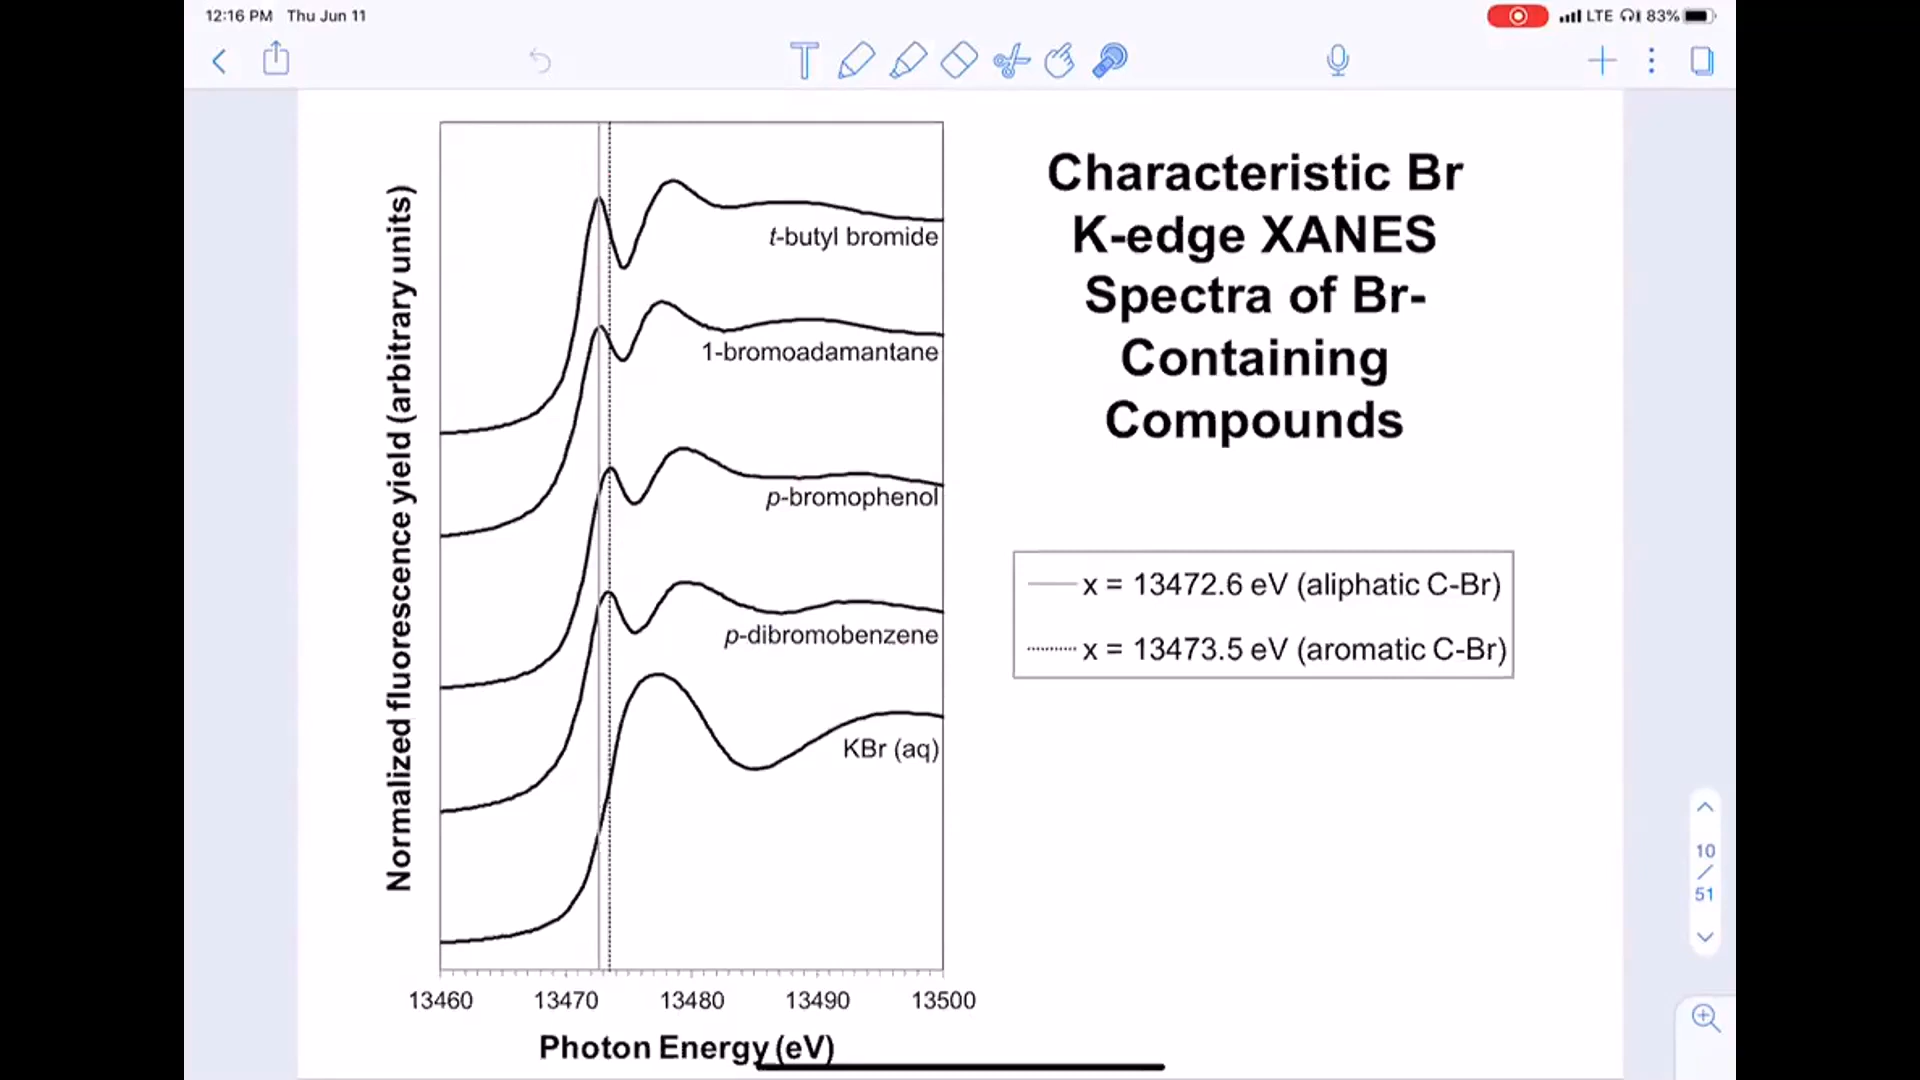 12:16 PM Thu Jun 11
LTE 83%
Characteristic Br
K-edge XANES
Spectra of Br-
Containing
Compounds
Normalized fluorescence yield (arbitrary units)
t-butyl bromide
1-bromoadamantane
p-bromophenol
p-dibromobenzene
KBr (aq)
x = 13472.6 eV (aliphatic C-Br)
x = 13473.5 eV (aromatic C-Br)
13460 13470 13480 13490 13500
Photon Energy (eV)
10
/
51